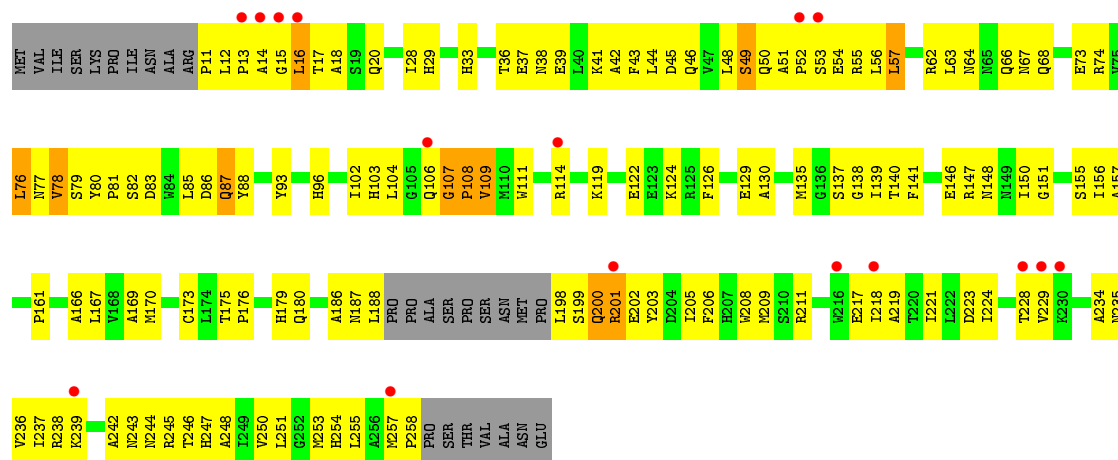 MET VAL ILE SER LYS PRO ILE ASN ALA ARG P11 L12 P13 A14 G15 L16 T17 A18 S19 Q20 I28 H29 H33 T36 E37 N38 E39 L40 K41 A42 F43 L44 D45 Q46 V47 L48 S49 Q50 A51 P52 S53 E54 R55 L56 L57 R62 L63 N64 N65 Q66 N67 Q68 E73 R74 V75
L76 N77 V78 S79 Y80 P81 S82 D83 W84 L85 D86 Q87 Y88 Y93 H96 I102 H103 L104 G105 Q106 G107 P108 V109 M110 W111 R114 K119 E122 E123 K124 R125 F126 E129 A130 M135 G136 S137 G138 I139 T140 F141 E146 R147 N148 N149 I150 G151 S155 I156 A157
P161 A166 L167 V168 A169 M170 C173 L174 T175 P176 H179 Q180 A186 N187 L188 PRO PRO ALA SER PRO SER ASN MET PRO L198 S199 Q200 R201 E202 Y203 D204 I205 F206 H207 W208 M209 S210 R211 W216 E217 I218 A219 T220 I221 L222 D223 I224 T228 V229 K230 A234 N235
V236 I237 R238 K239 A242 N243 N244 R245 T246 H247 A248 I249 V250 L251 G252 M253 H254 L255 A256 M257 P258 PRO SER THR VAL ALA ASN GLU